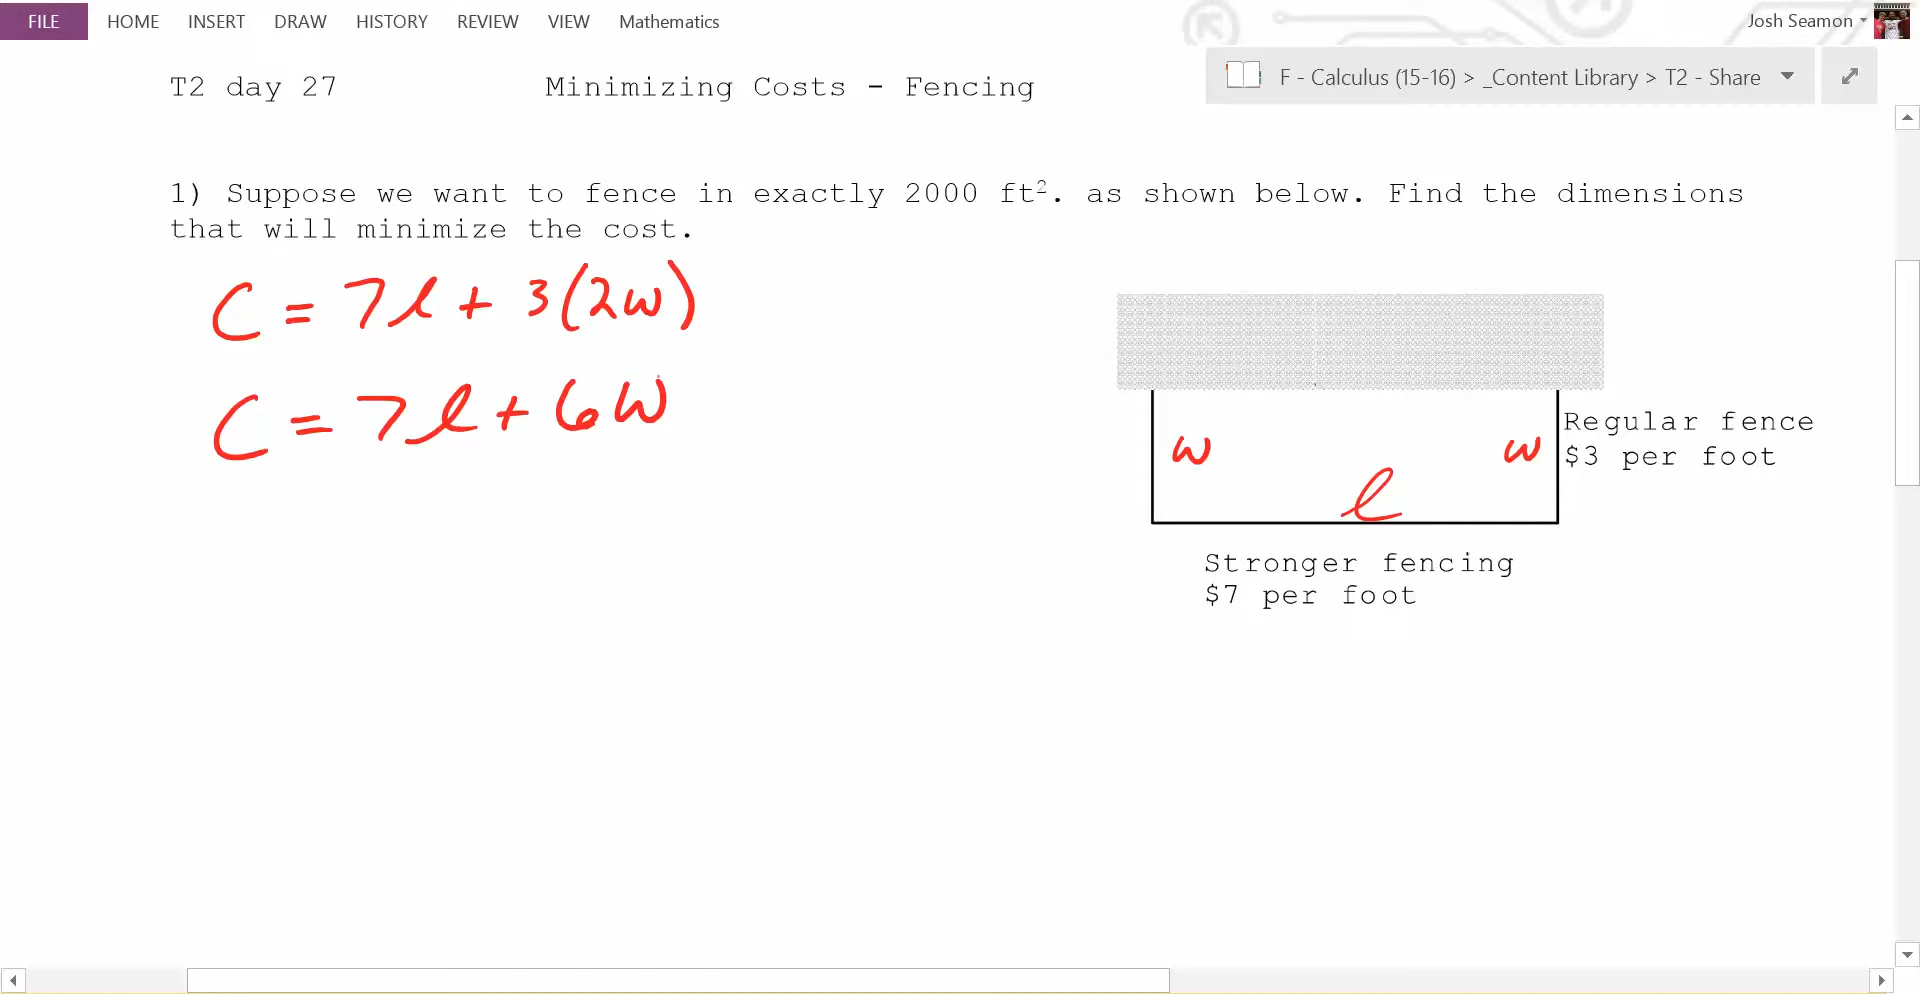 FILE HOME INSERT DRAW HISTORY REVIEW VIEW Mathematics Josh Seamon
F - Calculus (15-16) > _Content Library > T2 - Share
T2 day 27 Minimizing Costs - Fencing
1) Suppose we want to fence in exactly 2000 ft². as shown below. Find the dimensions
that will minimize the cost.
C = 7l + 3(2w)
C = 7l + 6w
w w
l
Regular fence
$3 per foot
Stronger fencing
$7 per foot